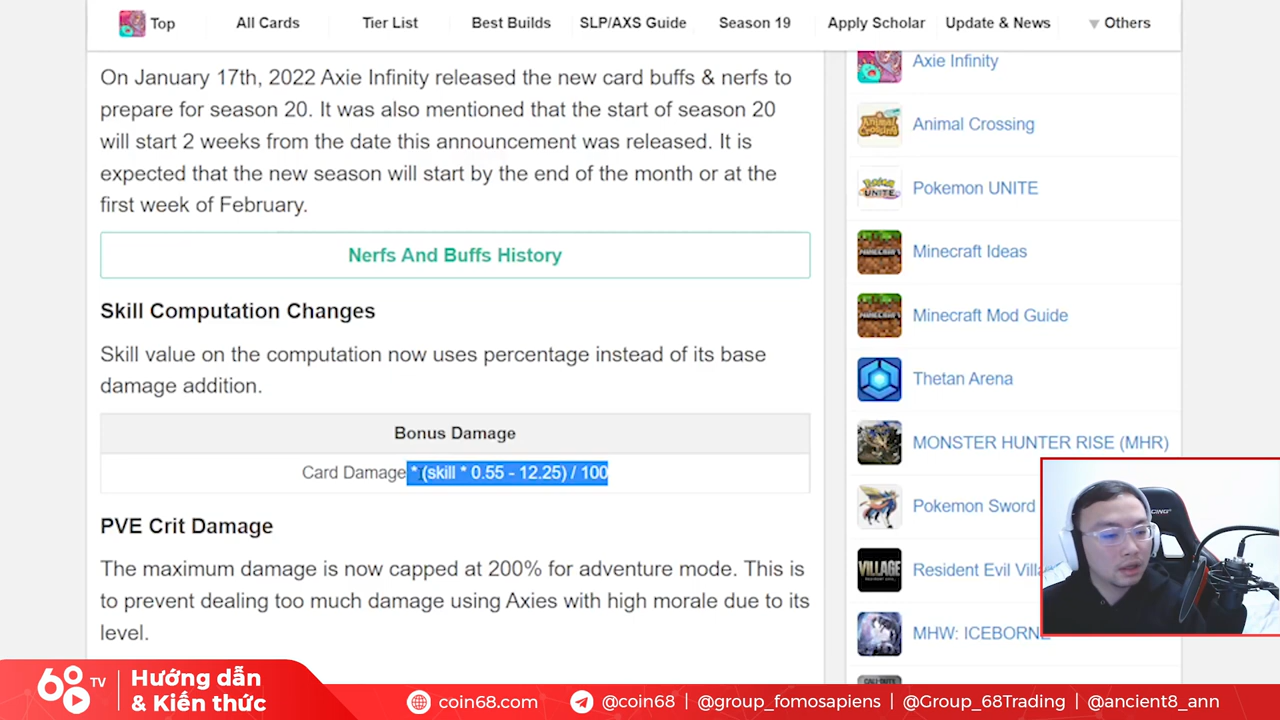 Top
All Cards
Tier List
Best Builds
SLP/AXS Guide
Season 19
Apply Scholar
Update & News
Others
On January 17th, 2022 Axie Infinity released the new card buffs & nerfs to
prepare for season 20. It was also mentioned that the start of season 20
will start 2 weeks from the date this announcement was released. It is
expected that the new season will start by the end of the month or at the
first week of February.
Nerfs And Buffs History
Skill Computation Changes
Skill value on the computation now uses percentage instead of its base
damage addition.
Bonus Damage
Card Damage * (skill * 0.55 - 12.25) / 100
PVE Crit Damage
The maximum damage is now capped at 200% for adventure mode. This is
to prevent dealing too much damage using Axies with high morale due to its
level.
Axie Infinity
Animal Crossing
Pokemon UNITE
Minecraft Ideas
Minecraft Mod Guide
Thetan Arena
MONSTER HUNTER RISE (MHR)
Pokemon Sword
Resident Evil
MHW: ICEBORNE
VILLAGE
68 TV
Hướng dẫn
& Kiến thức
coin68.com
@coin68 | @group_fomosapiens | @Group_68Trading | @ancient8_ann